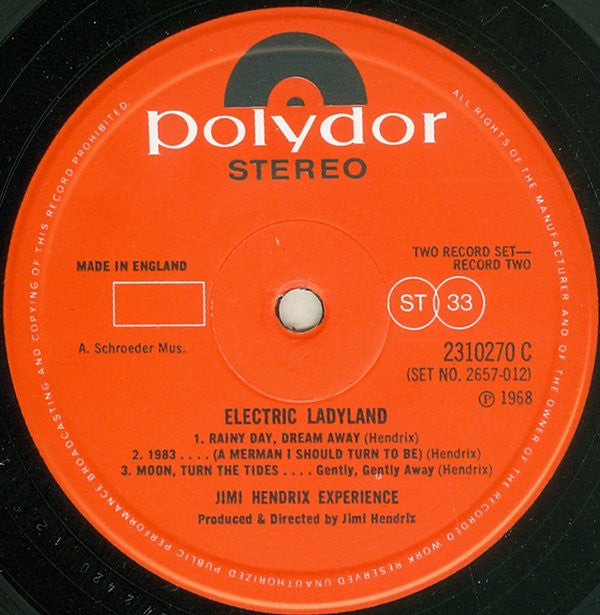 polydor
STEREO
MADE IN ENGLAND
TWO RECORD SET—
RECORD TWO
ST 33
A. Schroeder Mus.
2310270 C
(SET NO. 2657-012)
Ⓟ 1968
ELECTRIC LADYLAND
1. RAINY DAY, DREAM AWAY (Hendrix)
2. 1983 . . . . (A MERMAN I SHOULD TURN TO BE) (Hendrix)
3. MOON, TURN THE TIDES . . . . Gently, Gently Away (Hendrix)
JIMI HENDRIX EXPERIENCE
Produced & Directed by Jimi Hendrix
ALL RIGHTS OF THE MANUFACTURER AND OF THE OWNER OF THE RECORDED WORK RESERVED UNAUTHORIZED PUBLIC PERFORMANCE BROADCASTING AND COPYING OF THIS RECORD PROHIBITED